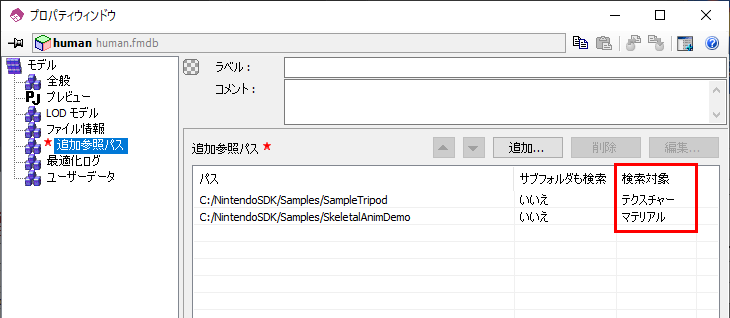 プロパティウィンドウ
human human.fmdb
モデル
全般
プレビュー
LOD モデル
ファイル情報
追加参照パス
最適化ログ
ユーザーデータ
ラベル :
コメント :
追加参照パス
追加...
削除
編集...
パス サブフォルダも検索 検索対象
C:/NintendoSDK/Samples/SampleTripod いいえ テクスチャー
C:/NintendoSDK/Samples/SkeletalAnimDemo いいえ マテリアル